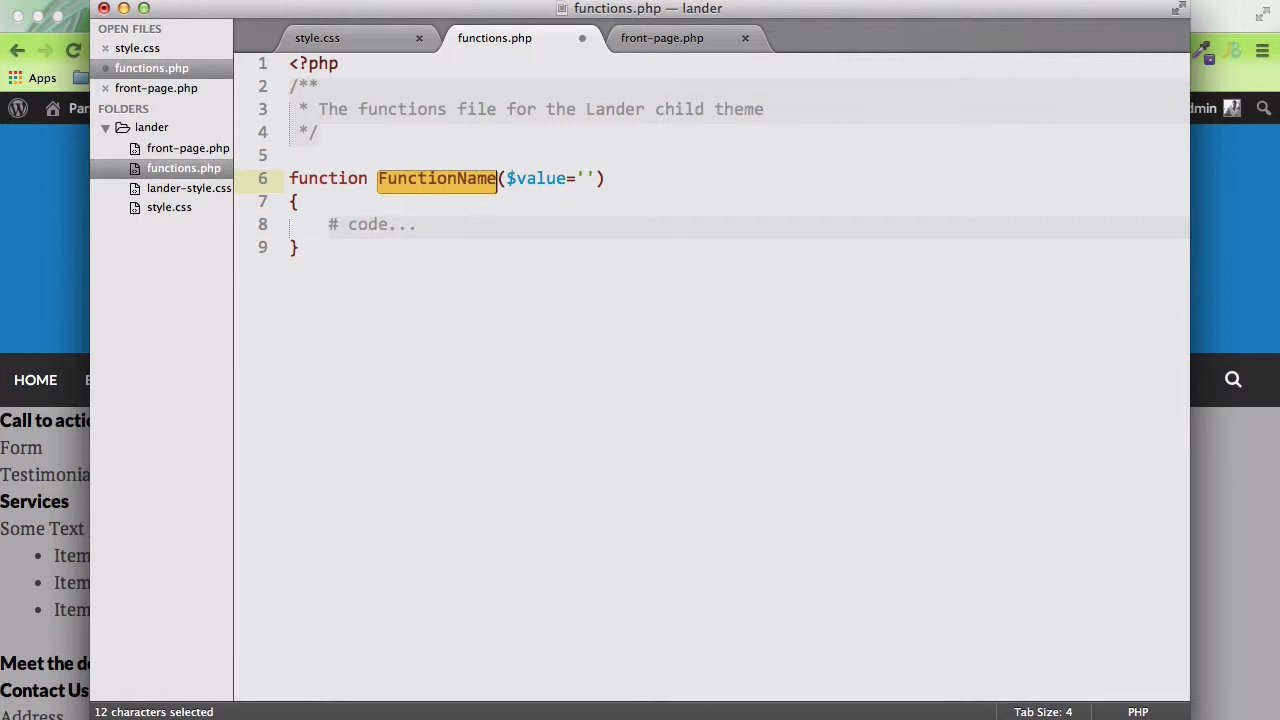 functions.php — lander
OPEN FILES
style.css
functions.php
front-page.php
FOLDERS
lander
front-page.php
functions.php
lander-style.css
style.css
style.css
functions.php
front-page.php
1 <?php
2 /**
3  * The functions file for the Lander child theme
4  */
5
6 function FunctionName($value='')
7 {
8     # code...
9 }
12 characters selected
Tab Size: 4
PHP
Apps
JB
HOME
Call to
Form
Services
Some Text
Item
Item
Item
Meet the
Contact Us
Address